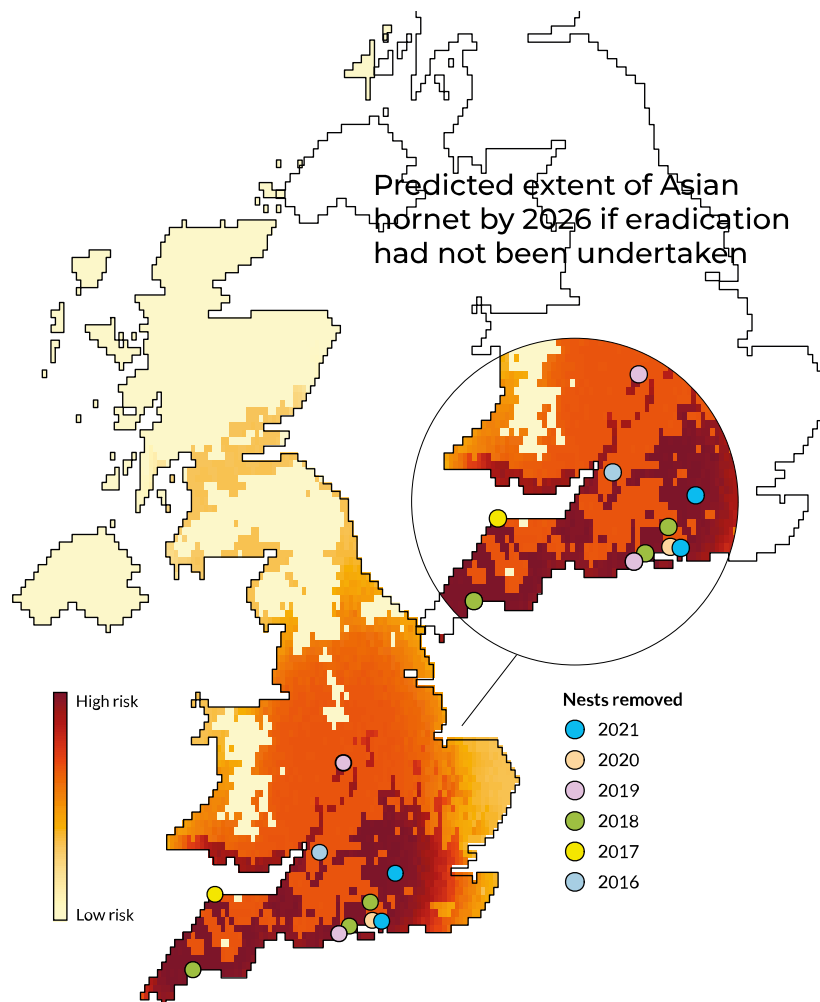 Predicted extent of Asian
hornet by 2026 if eradication
had not been undertaken
High risk
Low risk
Nests removed
2021
2020
2019
2018
2017
2016